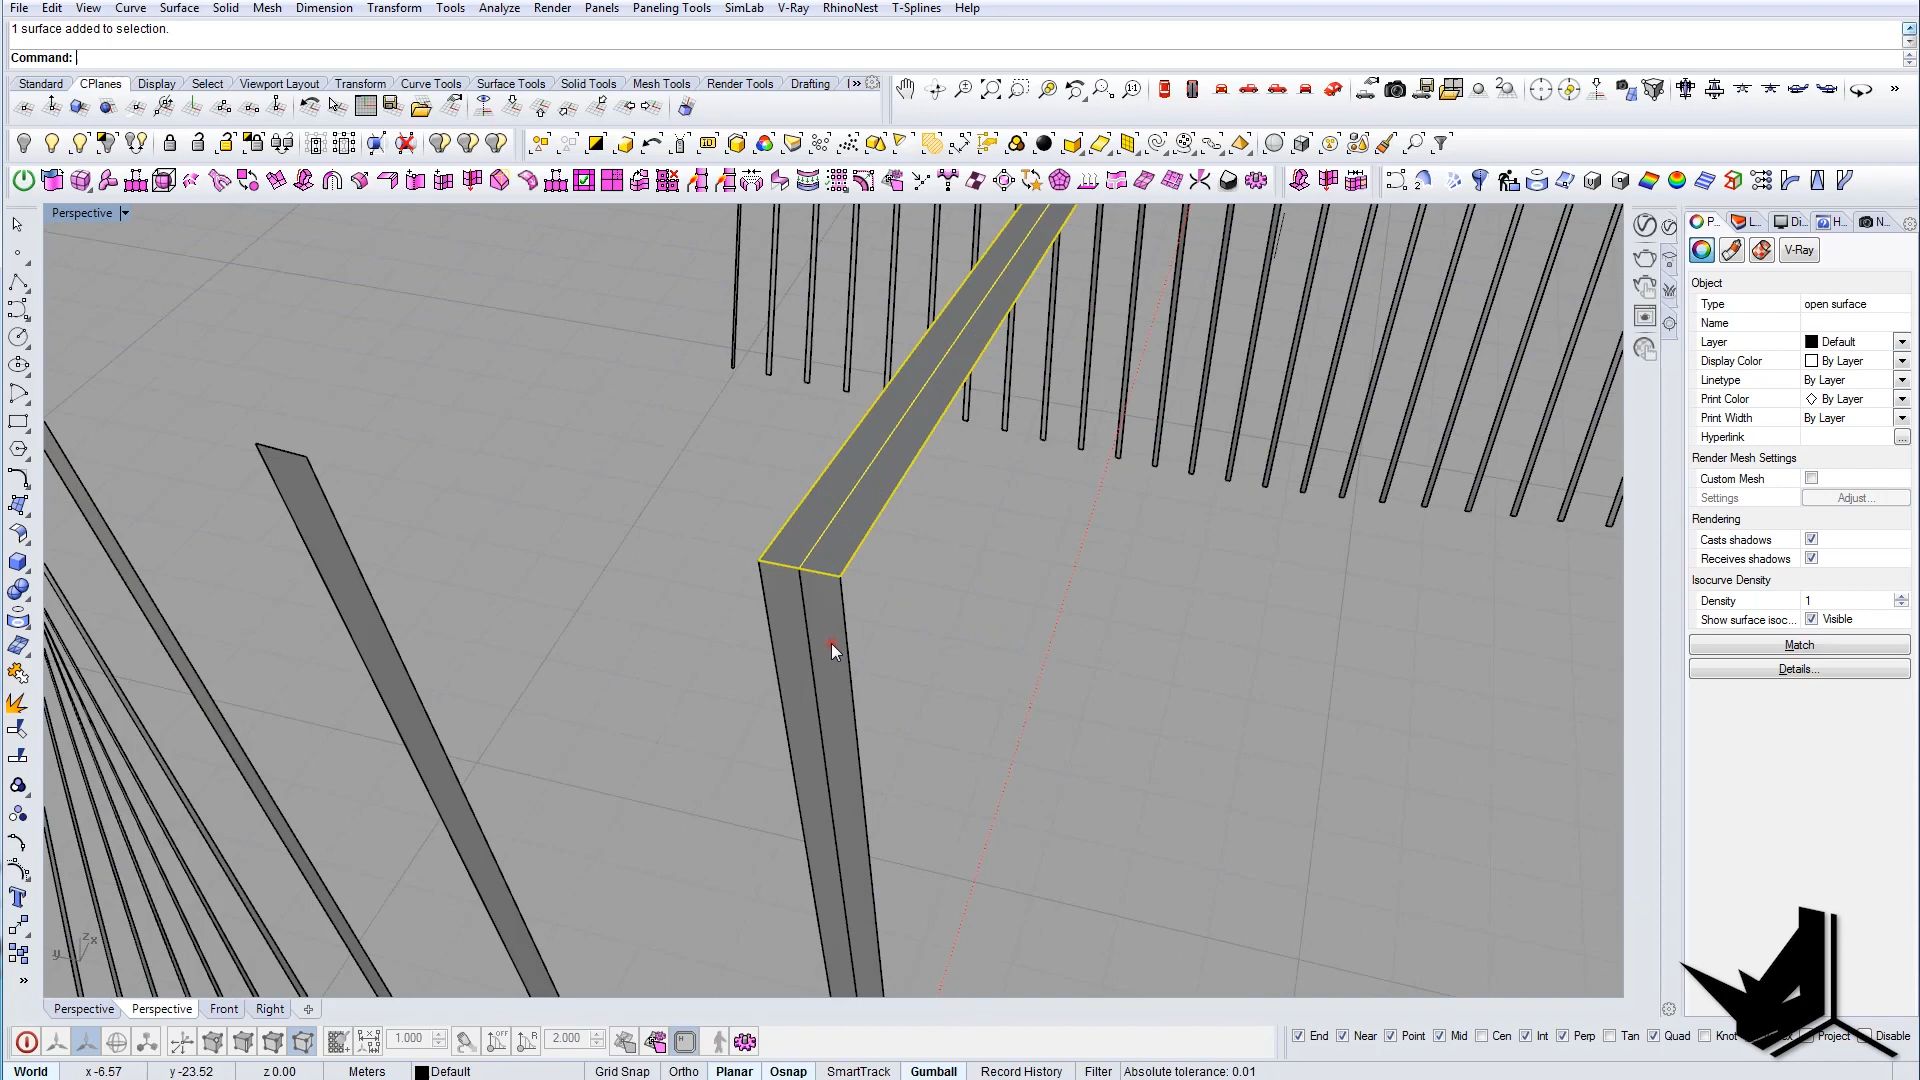 File Edit View Curve Surface Solid Mesh Dimension Transform Tools Analyze Render Panels Paneling Tools SimLab V-Ray RhinoNest T-Splines Help
1 surface added to selection.
Command:
Standard CPlanes Display Select Viewport Layout Transform Curve Tools Surface Tools Solid Tools Mesh Tools Render Tools Drafting
Perspective
P... L... Di... H... N...
V-Ray
Object
Type open surface
Name
Layer Default
Display Color By Layer
Linetype By Layer
Print Color By Layer
Print Width By Layer
Hyperlink ...
Render Mesh Settings
Custom Mesh
Settings Adjust...
Rendering
Casts shadows
Receives shadows
Isocurve Density
Density 1
Show surface isoc... Visible
Match
Details...
z x
y
Perspective Perspective Front Right
1.000 2.000 End Near Point Mid Cen Int Perp Tan Quad Knot Project Disable
World x -6.57 y -23.52 z 0.00 Meters Default Grid Snap Ortho Planar Osnap SmartTrack Gumball Record History Filter Absolute tolerance: 0.01